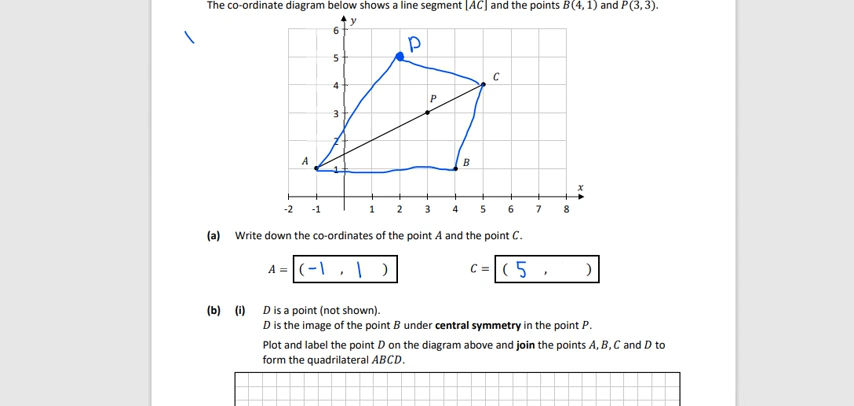 The co-ordinate diagram below shows a line segment [AC] and the points B(4, 1) and P(3, 3).
y
6
D
5
C
4
P
3
2
A
B
1
x
-2 -1 1 2 3 4 5 6 7 8
(a) Write down the co-ordinates of the point A and the point C.
A = (-1 , 1 ) C = ( 5 , )
(b) (i) D is a point (not shown).
D is the image of the point B under central symmetry in the point P.
Plot and label the point D on the diagram above and join the points A, B, C and D to
form the quadrilateral ABCD.